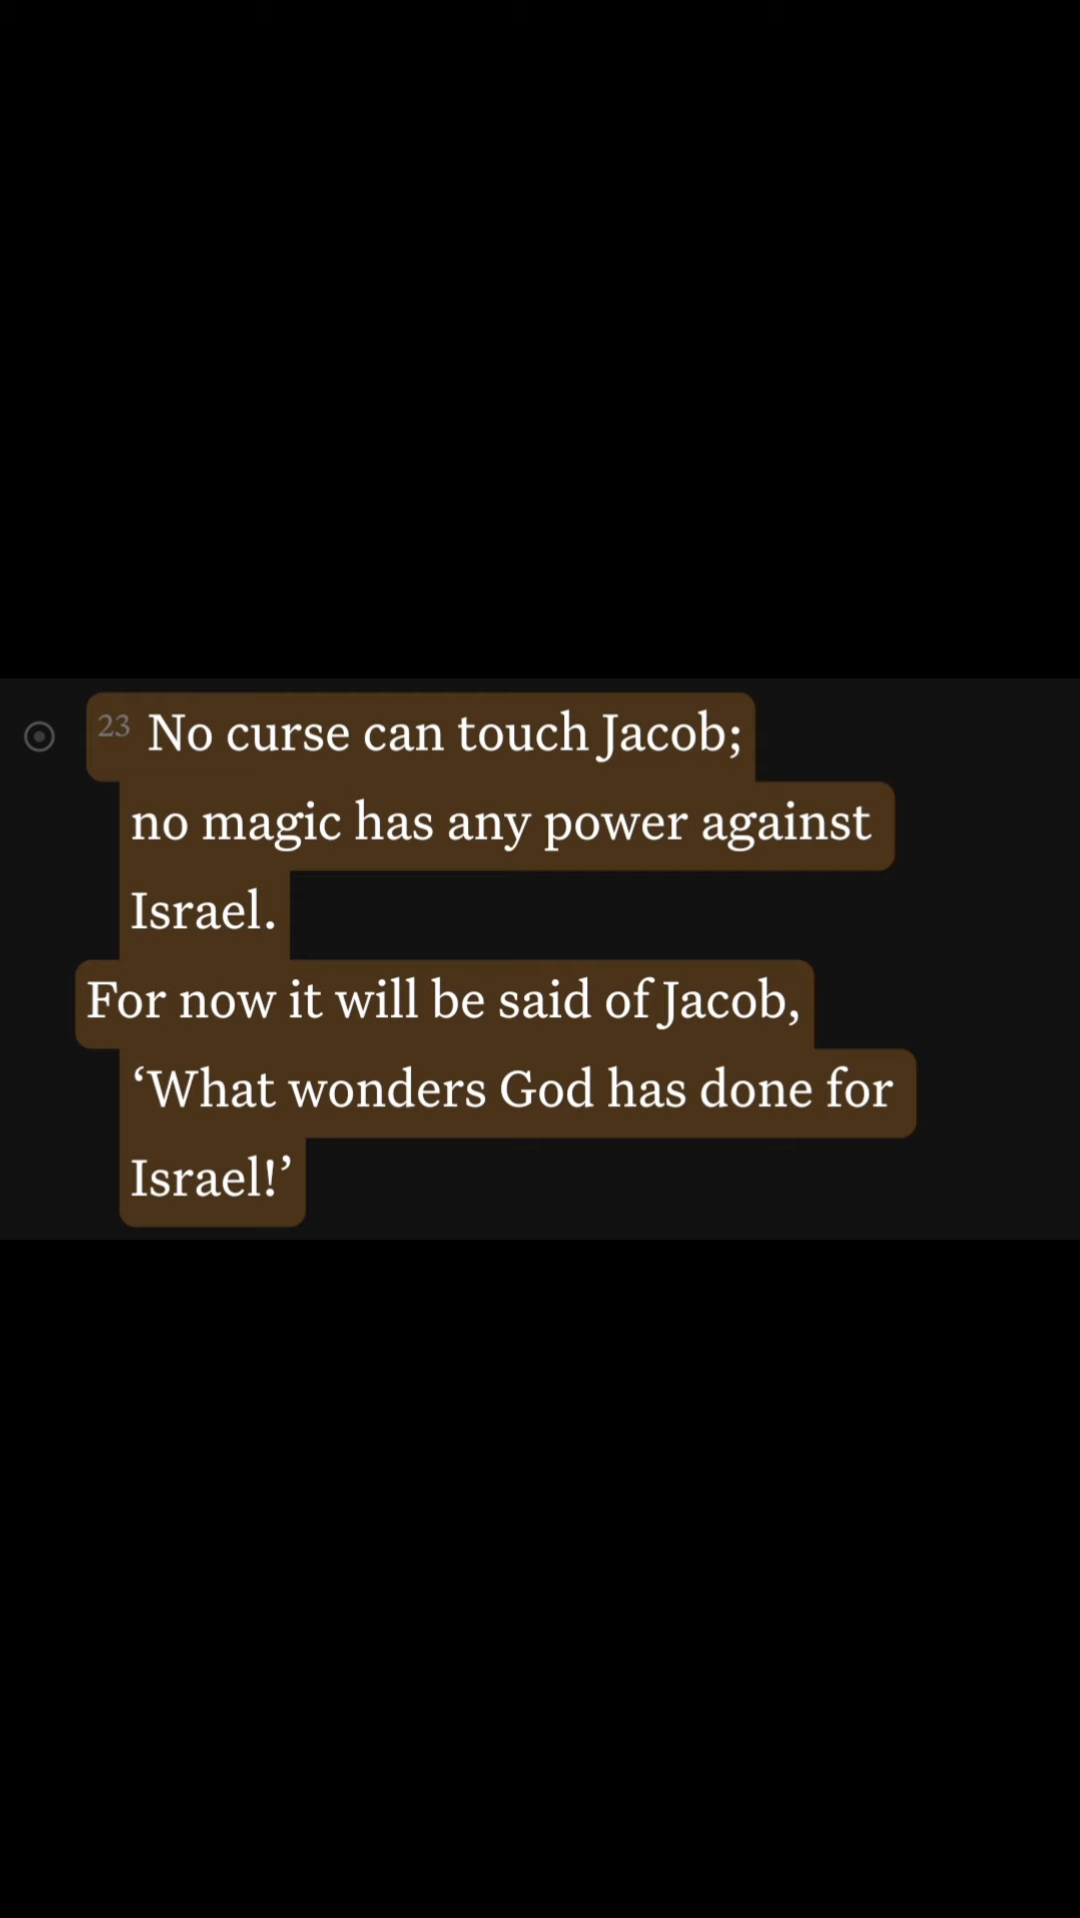 23 No curse can touch Jacob;
no magic has any power against
Israel.
For now it will be said of Jacob,
‘What wonders God has done for
Israel!’